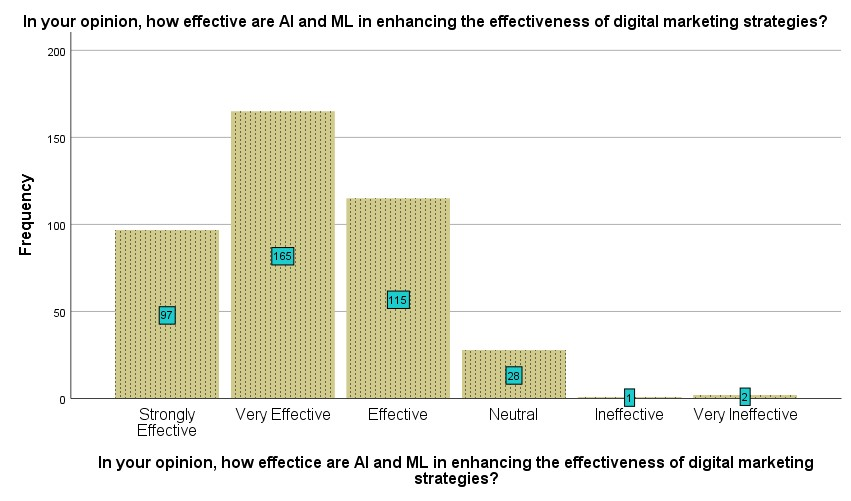 In your opinion, how effective are AI and ML in enhancing the effectiveness of digital marketing strategies?
200
150
100
50
0
Frequency
97
165
115
28
1
2
Strongly
Effective
Very Effective
Effective
Neutral
Ineffective
Very Ineffective
In your opinion, how effectice are AI and ML in enhancing the effectiveness of digital marketing
strategies?